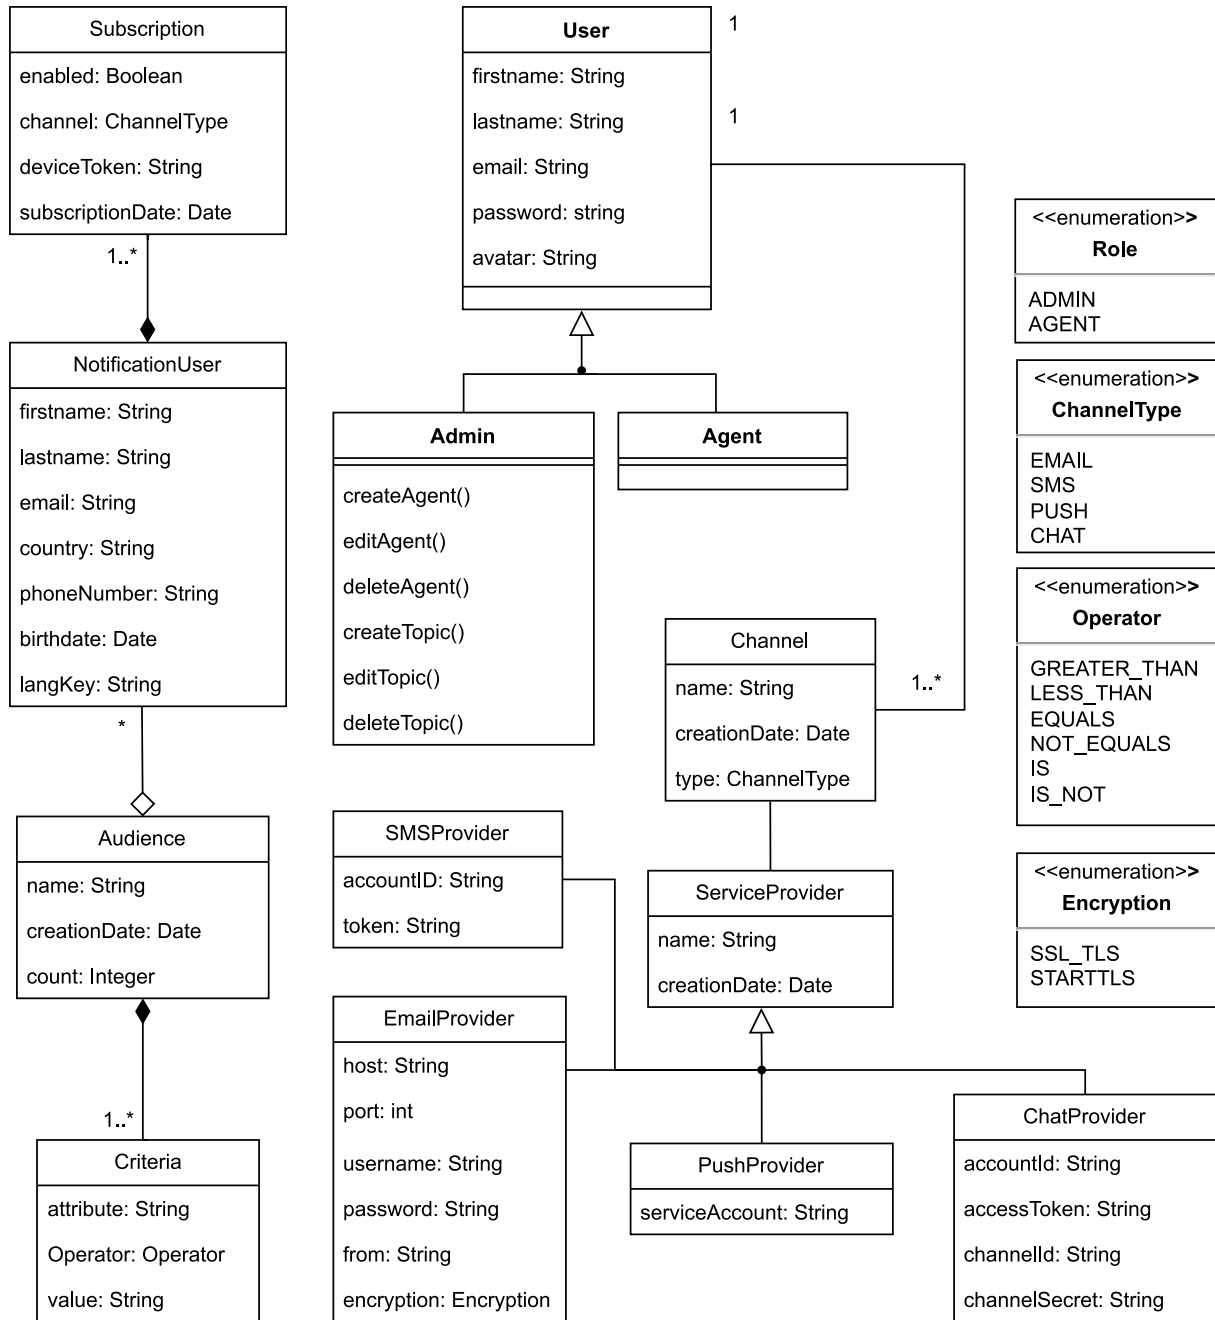 Subscription
enabled: Boolean
channel: ChannelType
deviceToken: String
subscriptionDate: Date
1..*
NotificationUser
firstname: String
lastname: String
email: String
country: String
phoneNumber: String
birthdate: Date
langKey: String
*
Audience
name: String
creationDate: Date
count: Integer
1..*
Criteria
attribute: String
Operator: Operator
value: String
User
firstname: String
lastname: String
email: String
password: string
avatar: String
1
1
Admin
createAgent()
editAgent()
deleteAgent()
createTopic()
editTopic()
deleteTopic()
Agent
Channel
name: String
creationDate: Date
type: ChannelType
1..*
SMSProvider
accountID: String
token: String
ServiceProvider
name: String
creationDate: Date
EmailProvider
host: String
port: int
username: String
password: String
from: String
encryption: Encryption
PushProvider
serviceAccount: String
ChatProvider
accountId: String
accessToken: String
channelId: String
channelSecret: String
<<enumeration>>
Role
ADMIN
AGENT
<<enumeration>>
ChannelType
EMAIL
SMS
PUSH
CHAT
<<enumeration>>
Operator
GREATER_THAN
LESS_THAN
EQUALS
NOT_EQUALS
IS
IS_NOT
<<enumeration>>
Encryption
SSL_TLS
STARTTLS